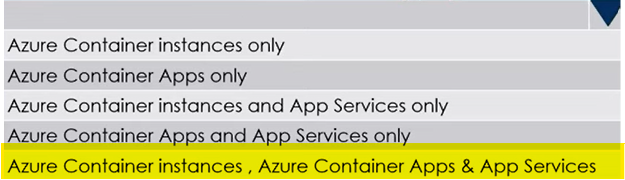 Azure Container instances only
Azure Container Apps only
Azure Container instances and App Services only
Azure Container Apps and App Services only
Azure Container instances , Azure Container Apps & App Services